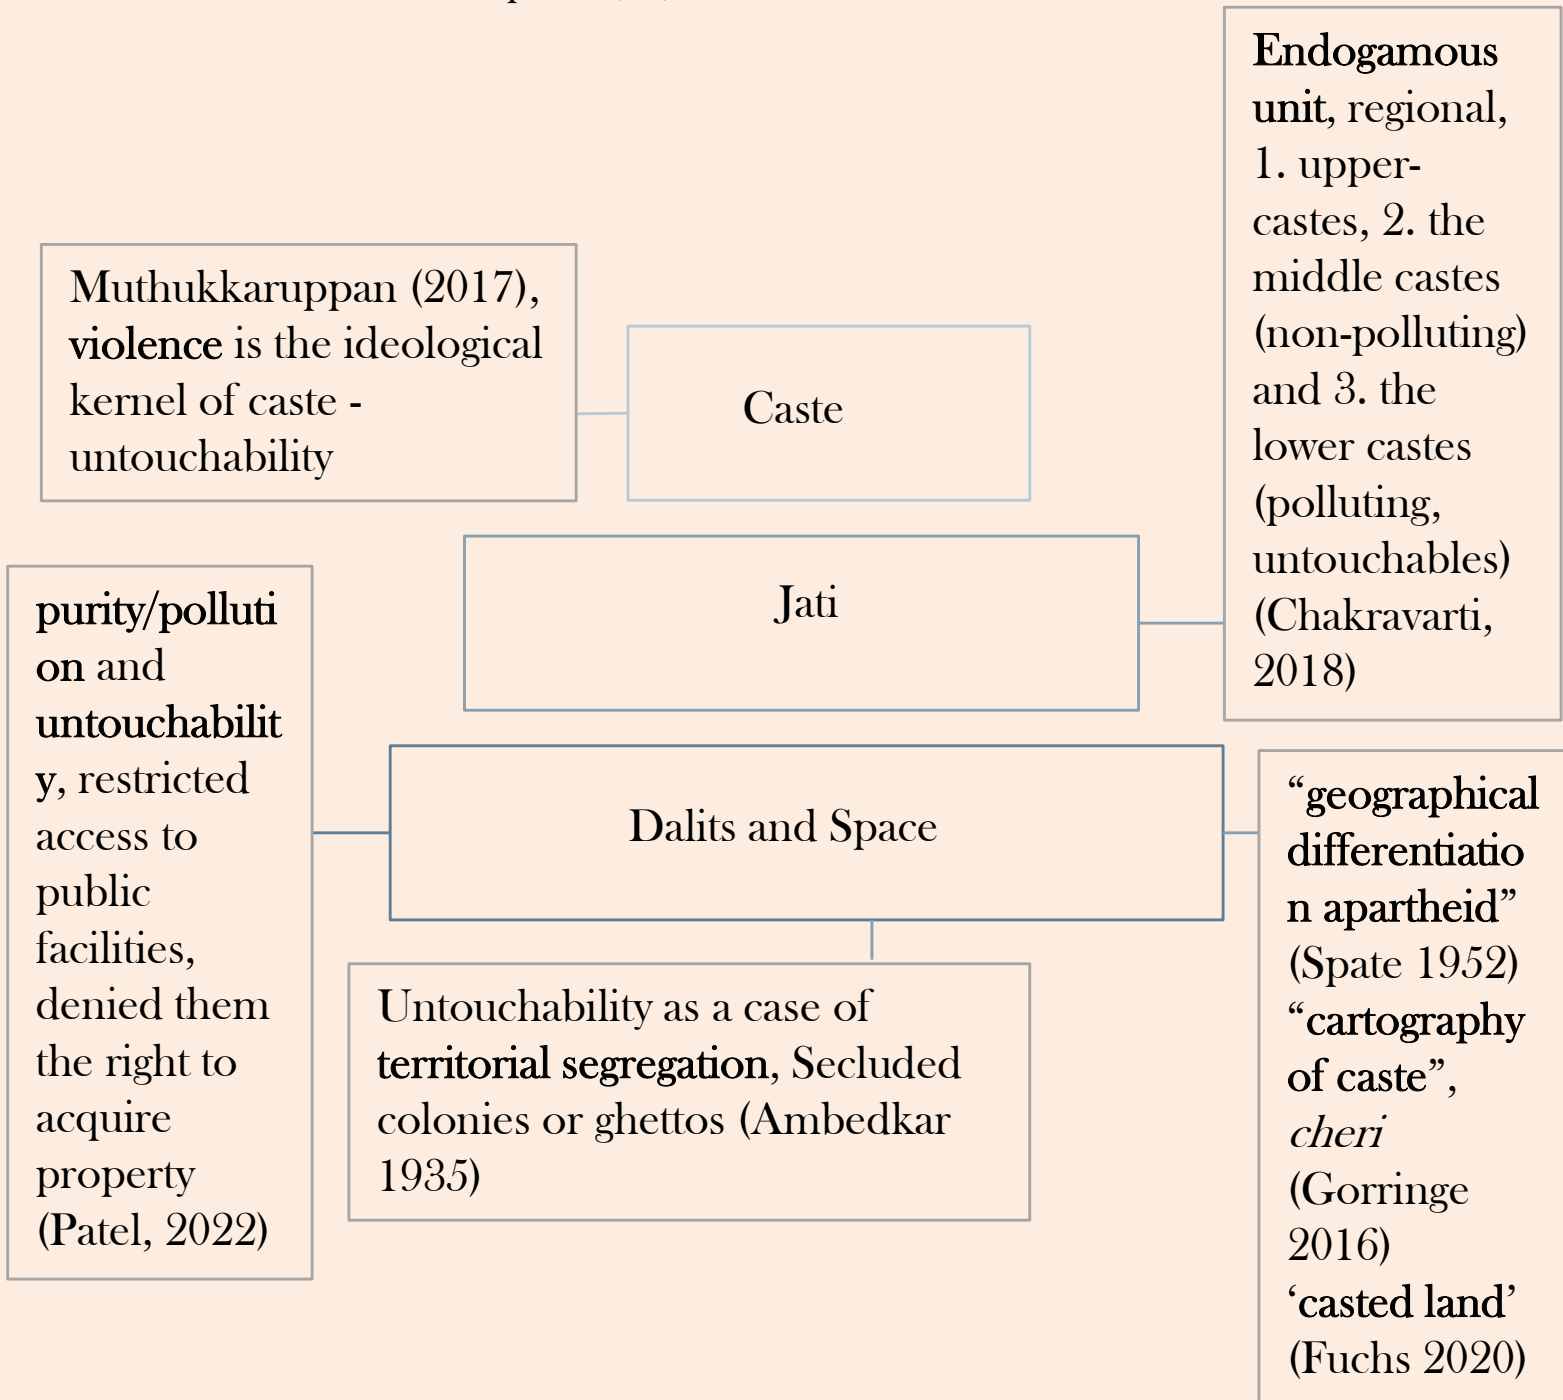 Endogamous
unit, regional,
1. upper-
castes, 2. the
middle castes
(non-polluting)
and 3. the
lower castes
(polluting,
untouchables)
(Chakravarti,
2018)
Muthukkaruppan (2017),
violence is the ideological
kernel of caste -
untouchability
Caste
Jati
purity/polluti
on and
untouchabilit
y, restricted
access to
public
facilities,
denied them
the right to
acquire
property
(Patel, 2022)
Dalits and Space
Untouchability as a case of
territorial segregation, Secluded
colonies or ghettos (Ambedkar
1935)
“geographical
differentiatio
n apartheid”
(Spate 1952)
“cartography
of caste”,
cheri
(Gorringe
2016)
‘casted land’
(Fuchs 2020)